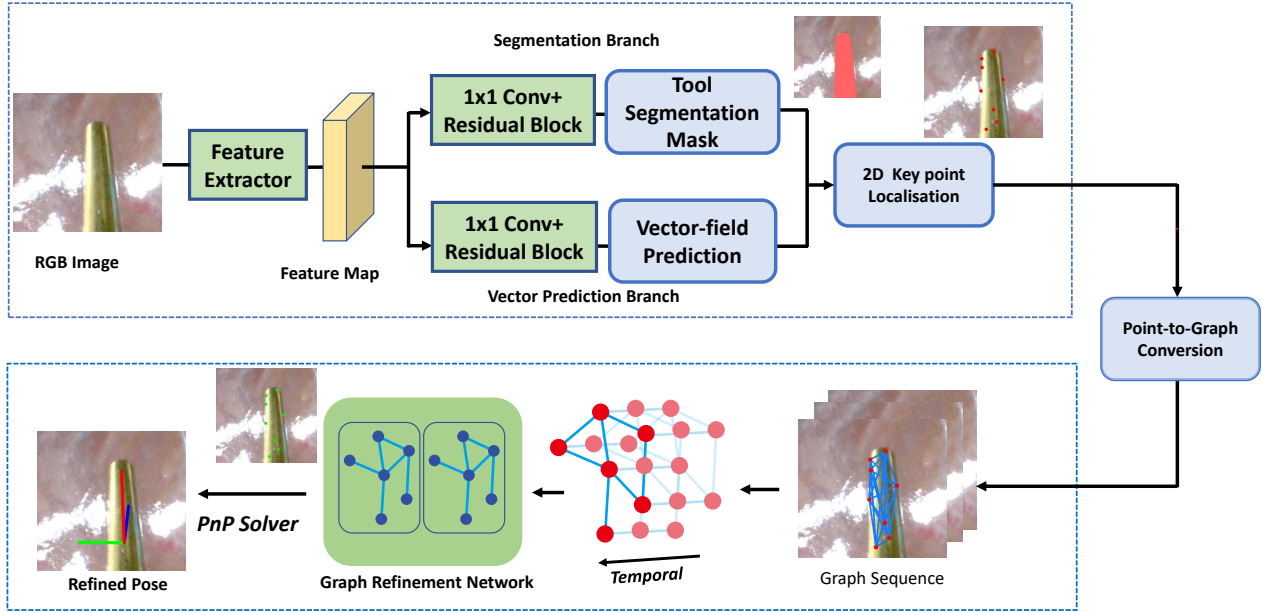 Segmentation Branch
1x1 Conv+
Residual Block
Tool
Segmentation
Mask
Feature
Extractor
2D Key point
Localisation
RGB Image
Feature Map
1x1 Conv+
Residual Block
Vector-field
Prediction
Vector Prediction Branch
Point-to-Graph
Conversion
Graph Sequence
Temporal
Graph Refinement Network
PnP Solver
Refined Pose